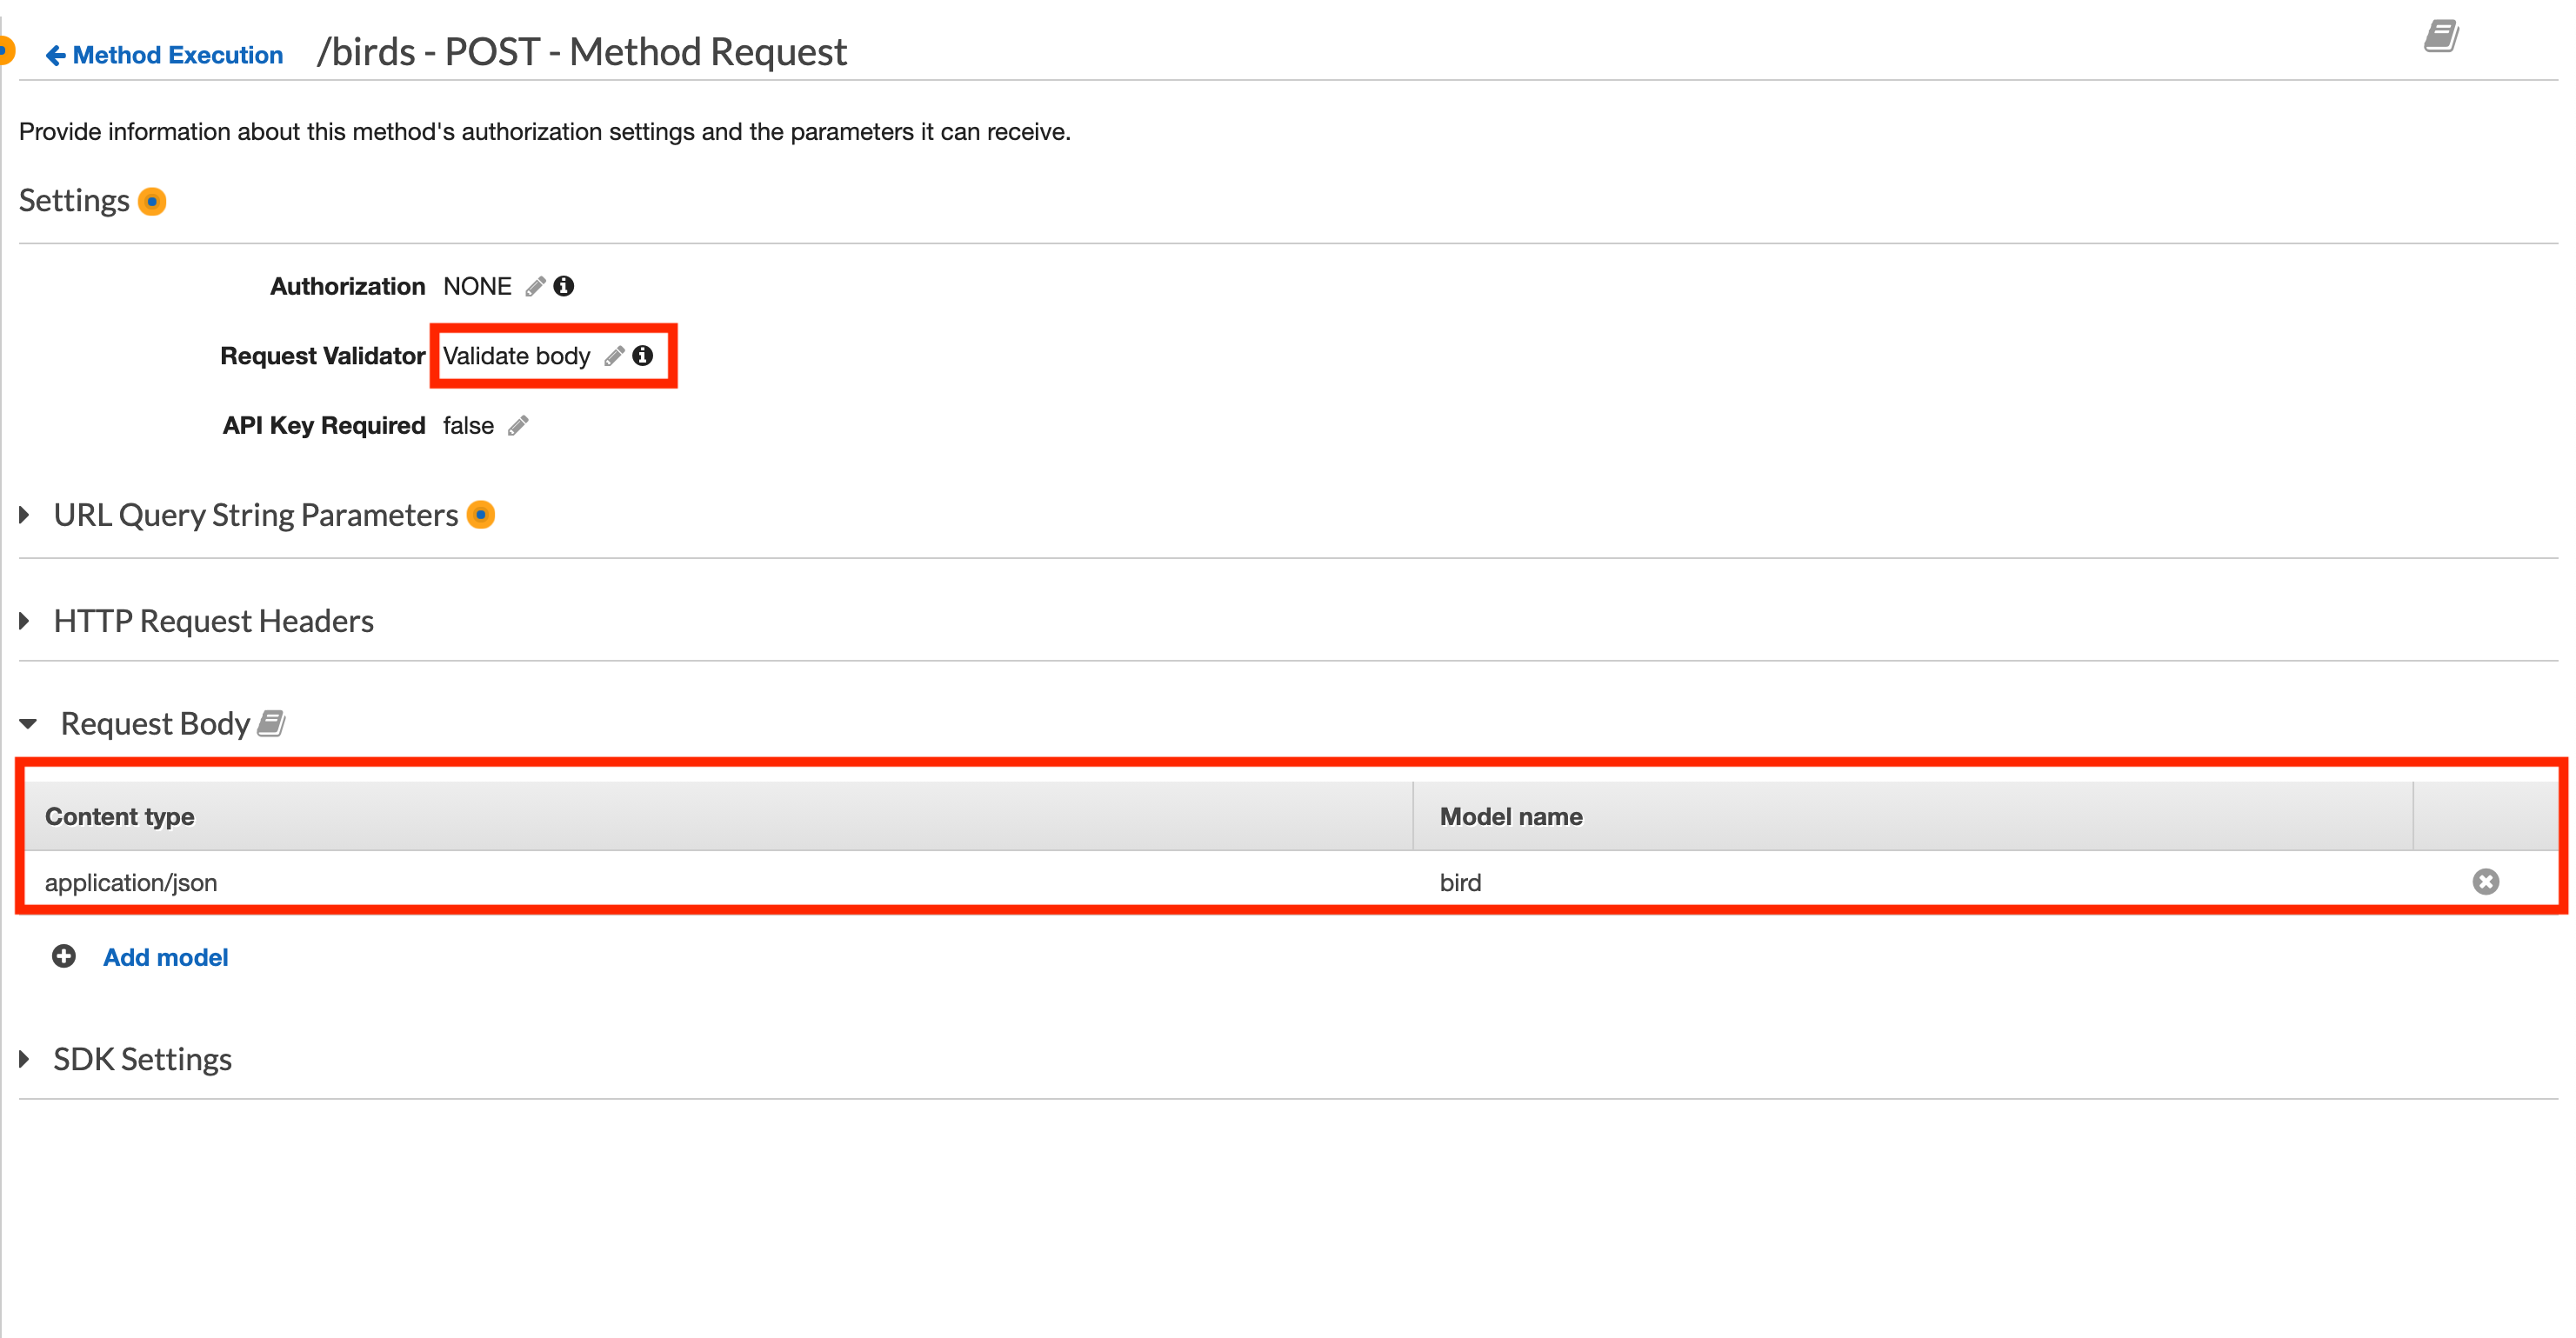 Method Execution /birds - POST - Method Request
Provide information about this method's authorization settings and the parameters it can receive.
Settings
Authorization NONE
Request Validator Validate body
API Key Required false
URL Query String Parameters
HTTP Request Headers
Request Body
Content type Model name
application/json bird
Add model
SDK Settings